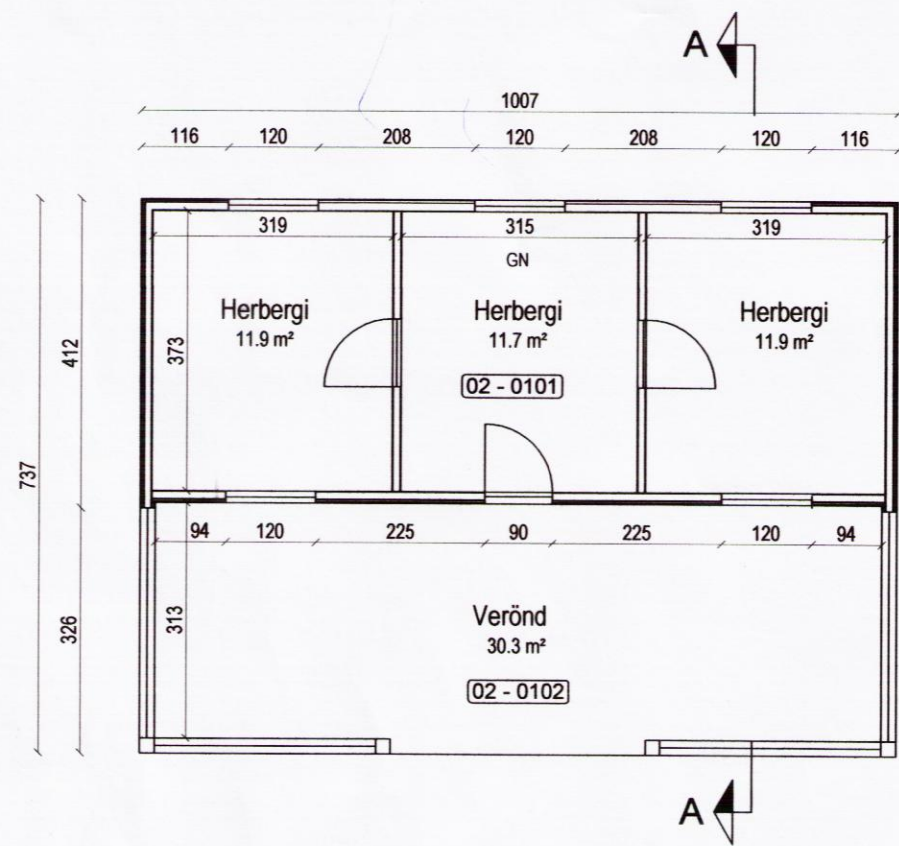 A
1007
116 120 208 120 208 120 116
319 315 319
GN
Herbergi
11.9 m²
Herbergi
11.7 m²
Herbergi
11.9 m²
02 - 0101
373
412
737
94 120 225 90 225 120 94
326
313
Verönd
30.3 m²
02 - 0102
A